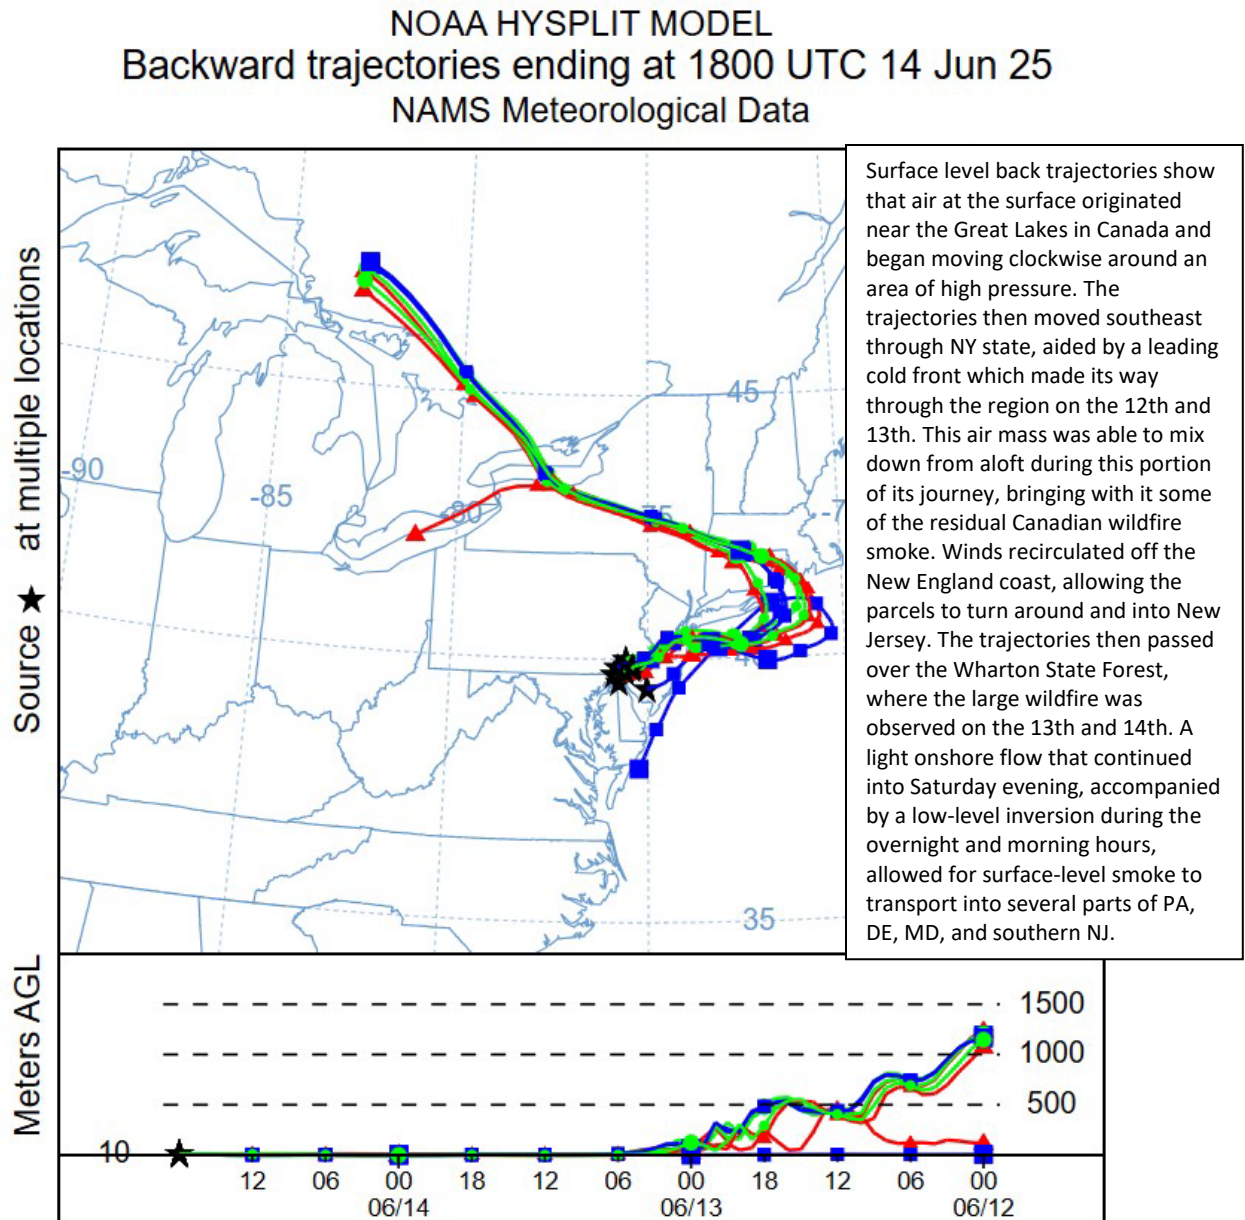 NOAA HYSPLIT MODEL
Backward trajectories ending at 1800 UTC 14 Jun 25
NAMS Meteorological Data
Source ★ at multiple locations
45
-90
-85
-80
-75
-7
40
35
Surface level back trajectories show
that air at the surface originated
near the Great Lakes in Canada and
began moving clockwise around an
area of high pressure. The
trajectories then moved southeast
through NY state, aided by a leading
cold front which made its way
through the region on the 12th and
13th. This air mass was able to mix
down from aloft during this portion
of its journey, bringing with it some
of the residual Canadian wildfire
smoke. Winds recirculated off the
New England coast, allowing the
parcels to turn around and into New
Jersey. The trajectories then passed
over the Wharton State Forest,
where the large wildfire was
observed on the 13th and 14th. A
light onshore flow that continued
into Saturday evening, accompanied
by a low-level inversion during the
overnight and morning hours,
allowed for surface-level smoke to
transport into several parts of PA,
DE, MD, and southern NJ.
Meters AGL
1500
1000
500
10
12 06 00 18 12 06 00 18 12 06 00
06/14 06/13 06/12